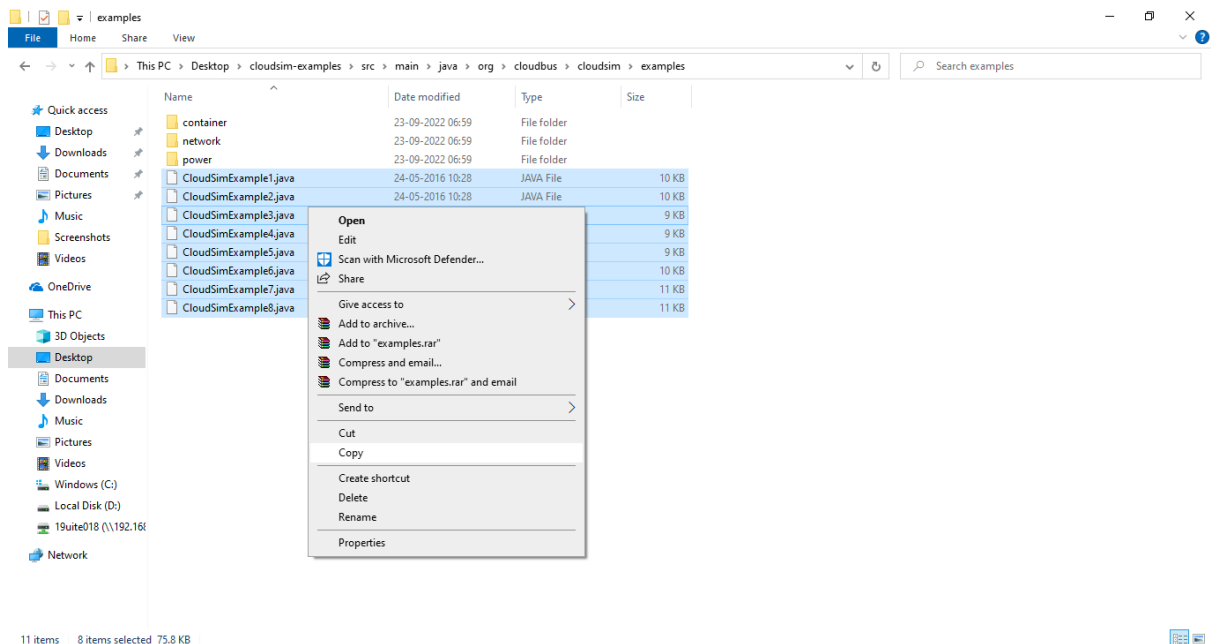 examples
File Home Share View
This PC > Desktop > cloudsim-examples > src > main > java > org > cloudbus > cloudsim > examples
Search examples
Name Date modified Type Size
Quick access
Desktop
Downloads
Documents
Pictures
Music
Screenshots
Videos
OneDrive
This PC
3D Objects
Desktop
Documents
Downloads
Music
Pictures
Videos
Windows (C:)
Local Disk (D:)
19uite018 (\\192.168
Network
container 23-09-2022 06:59 File folder
network 23-09-2022 06:59 File folder
power 23-09-2022 06:59 File folder
CloudSimExample1.java 24-05-2016 10:28 JAVA File 10 KB
CloudSimExample2.java 24-05-2016 10:28 JAVA File 10 KB
CloudSimExample3.java 9 KB
CloudSimExample4.java 9 KB
CloudSimExample5.java 9 KB
CloudSimExample6.java 10 KB
CloudSimExample7.java 11 KB
CloudSimExample8.java 11 KB
Open
Edit
Scan with Microsoft Defender...
Share
Give access to
Add to archive...
Add to "examples.rar"
Compress and email...
Compress to "examples.rar" and email
Send to
Cut
Copy
Create shortcut
Delete
Rename
Properties
11 items 8 items selected 75.8 KB